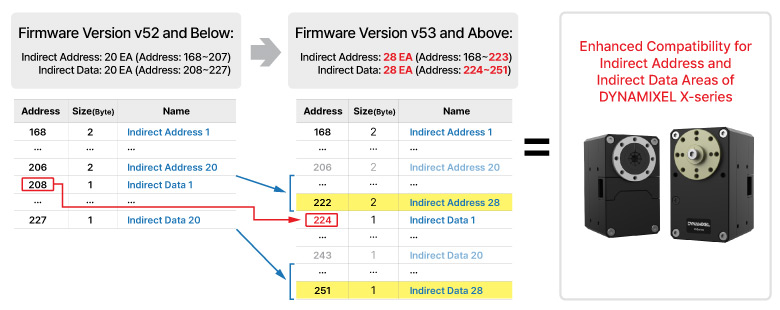 Firmware Version v52 and Below:
Indirect Address: 20 EA (Address: 168~207)
Indirect Data: 20 EA (Address: 208~227)
Firmware Version v53 and Above:
Indirect Address: 28 EA (Address: 168~223)
Indirect Data: 28 EA (Address: 224~251)
Address Size(Byte) Name
168 2 Indirect Address 1
... ... ...
206 2 Indirect Address 20
208 1 Indirect Data 1
... ... ...
227 1 Indirect Data 20
Address Size(Byte) Name
168 2 Indirect Address 1
... ... ...
206 2 Indirect Address 20
... ... ...
222 2 Indirect Address 28
224 1 Indirect Data 1
... ... ...
243 1 Indirect Data 20
... ... ...
251 1 Indirect Data 28
=
Enhanced Compatibility for
Indirect Address and
Indirect Data Areas of
DYNAMIXEL X-series
DYNAMIXEL